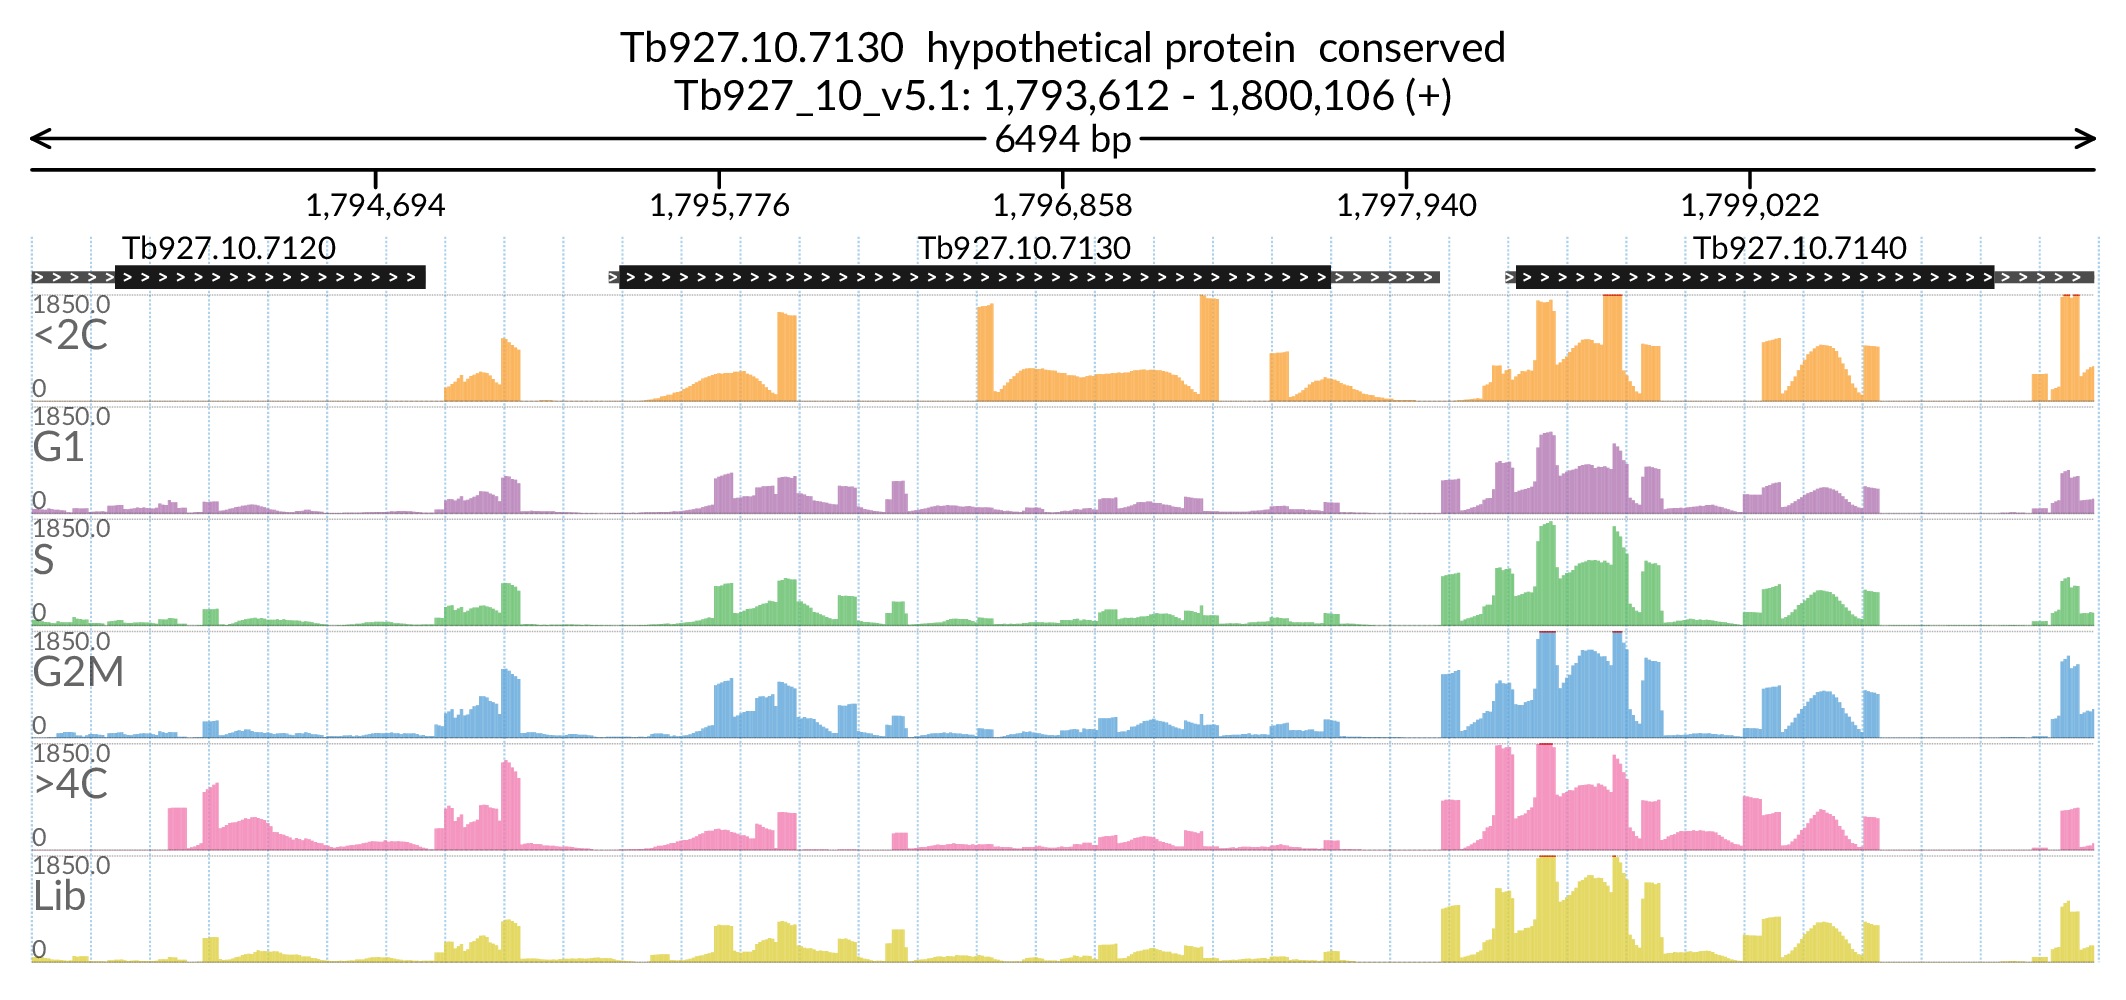 Tb927.10.7130  hypothetical protein  conserved
Tb927_10_v5.1: 1,793,612 - 1,800,106 (+)
6494 bp
1,794,694 1,795,776 1,796,858 1,797,940 1,799,022
Tb927.10.7120 Tb927.10.7130 Tb927.10.7140
1850.0
<2C
0
1850.0
G1
0
1850.0
S
0
1850.0
G2M
0
1850.0
>4C
0
1850.0
Lib
0